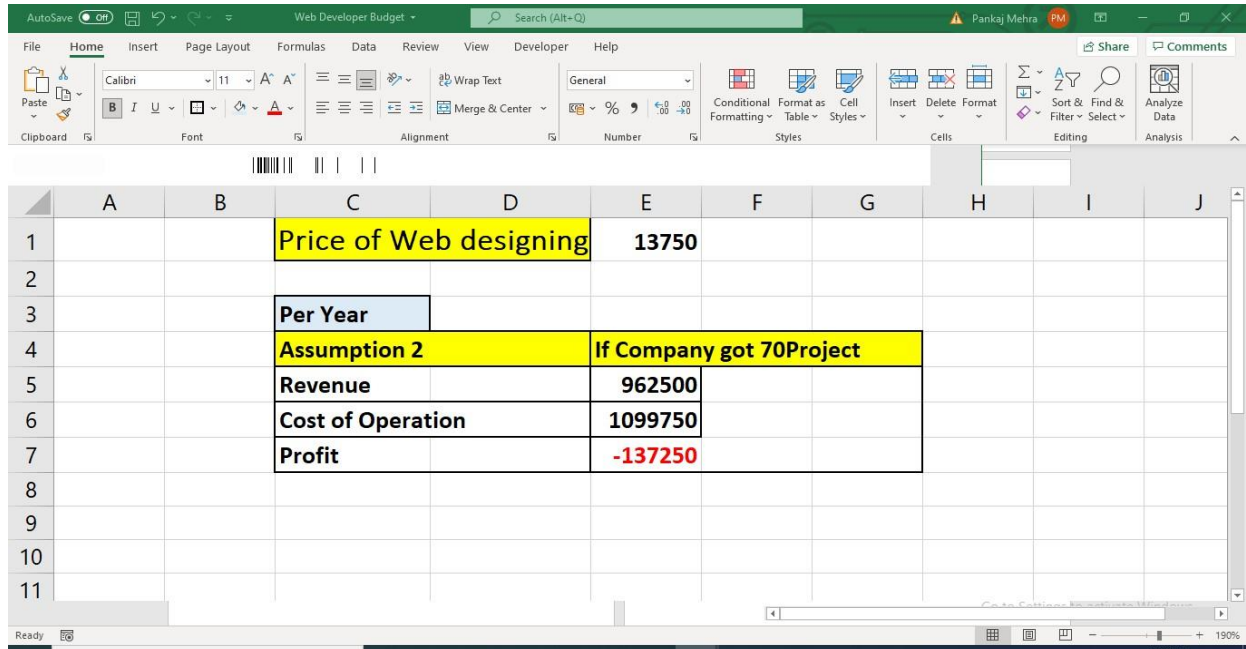 AutoSave Off Web Developer Budget Search (Alt+Q) Pankaj Mehra PM
File Home Insert Page Layout Formulas Data Review View Developer Help Share Comments
Paste Calibri 11 Wrap Text General Conditional Formatting Format as Table Cell Styles Insert Delete Format Sort & Filter Find & Select Analyze Data
B I U Merge & Center
Clipboard Font Alignment Number Styles Cells Editing Analysis
A B C D E F G H I J
1 Price of Web designing 13750
2
3 Per Year
4 Assumption 2 If Company got 70Project
5 Revenue 962500
6 Cost of Operation 1099750
7 Profit -137250
8
9
10
11
Ready 190%